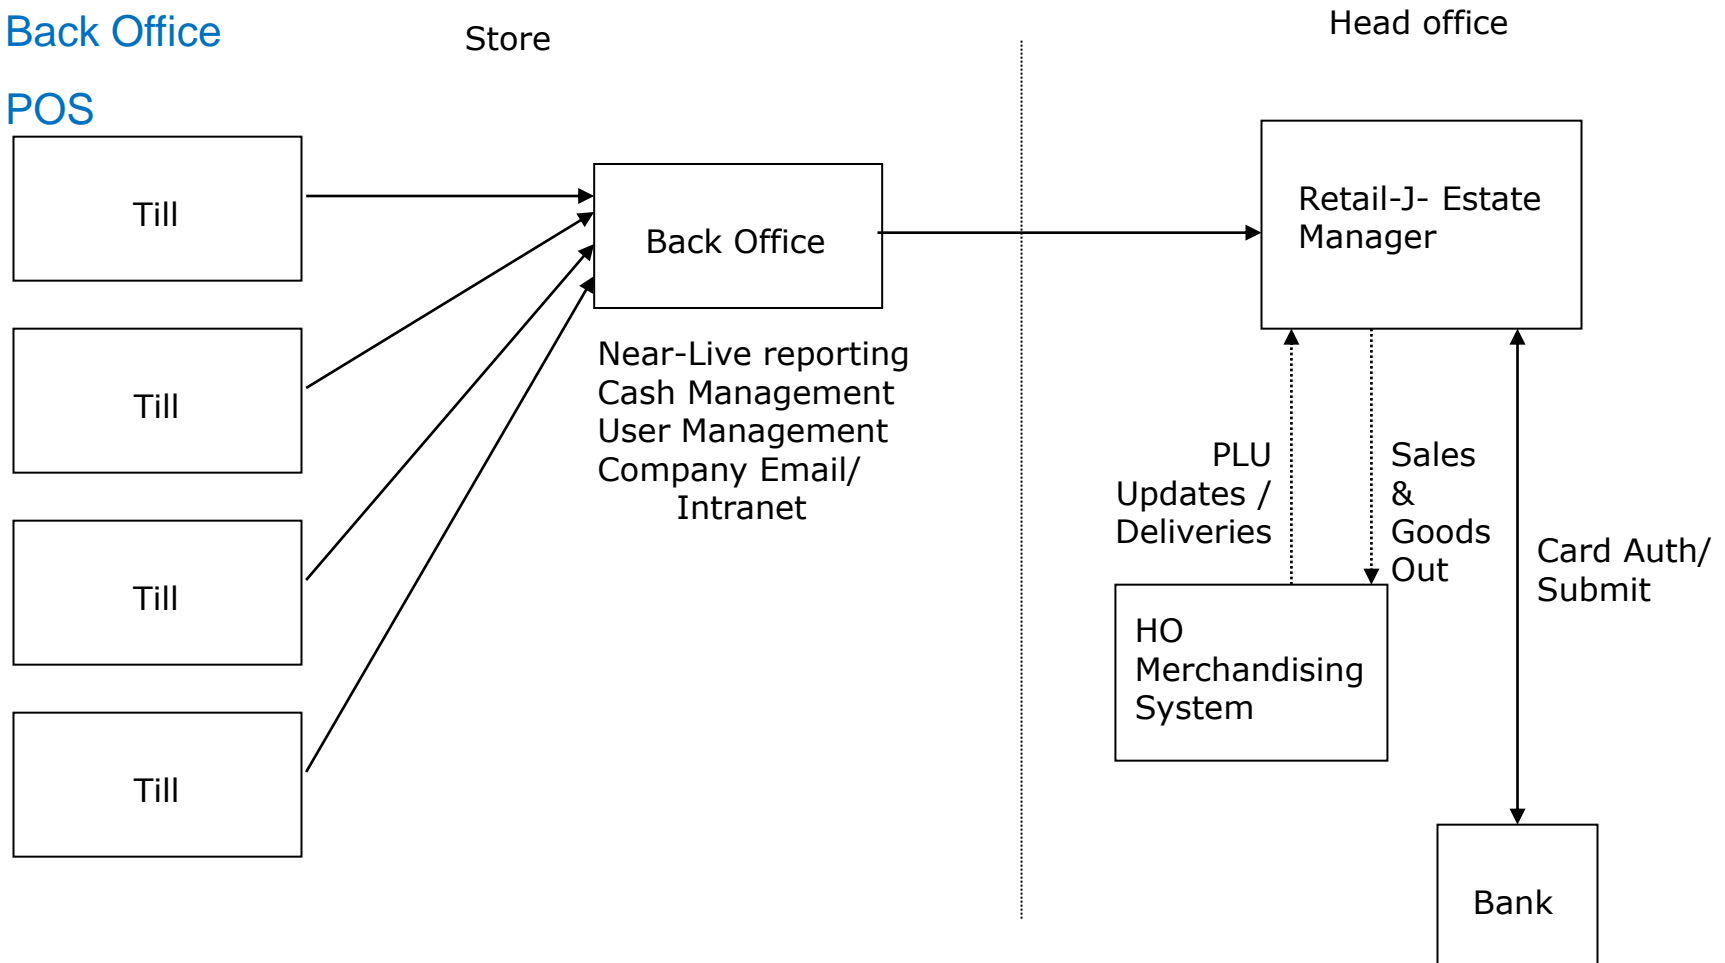 Back Office
Store
Head office
POS
Till
Till
Till
Till
Back Office
Near-Live reporting
Cash Management
User Management
Company Email/
Intranet
Retail-J- Estate
Manager
PLU
Updates /
Deliveries
Sales
&
Goods
Out
Card Auth/
Submit
HO
Merchandising
System
Bank